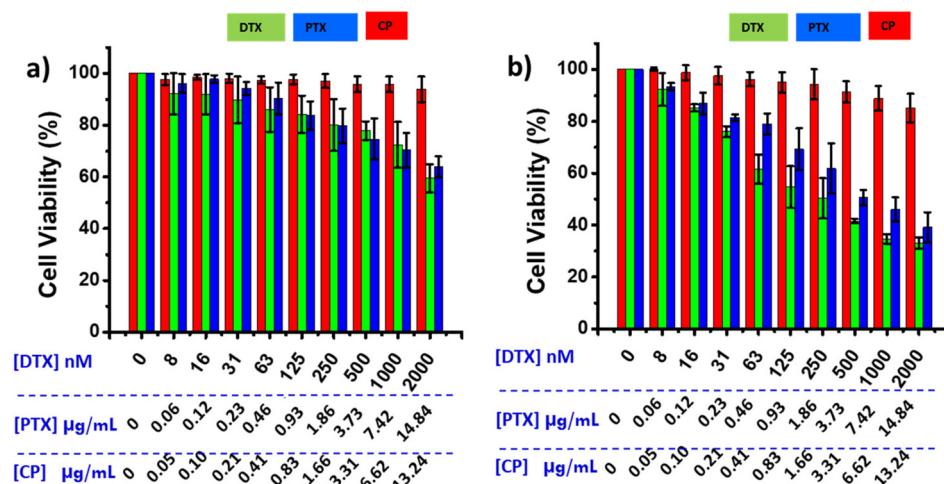 DTX PTX CP
a)
Cell Viability (%)
100
80
60
40
20
0
[DTX] nM 0 8 16 31 63 125 250 500 1000 2000
[PTX] µg/mL 0 0.06 0.12 0.23 0.46 0.93 1.86 3.73 7.42 14.84
[CP] µg/mL 0 0.05 0.10 0.21 0.41 0.83 1.66 3.31 6.62 13.24
DTX PTX CP
b)
Cell Viability (%)
100
80
60
40
20
0
[DTX] nM 0 8 16 31 63 125 250 500 1000 2000
[PTX] µg/mL 0 0.06 0.12 0.23 0.46 0.93 1.86 3.73 7.42 14.84
[CP] µg/mL 0 0.05 0.10 0.21 0.41 0.83 1.66 3.31 6.62 13.24